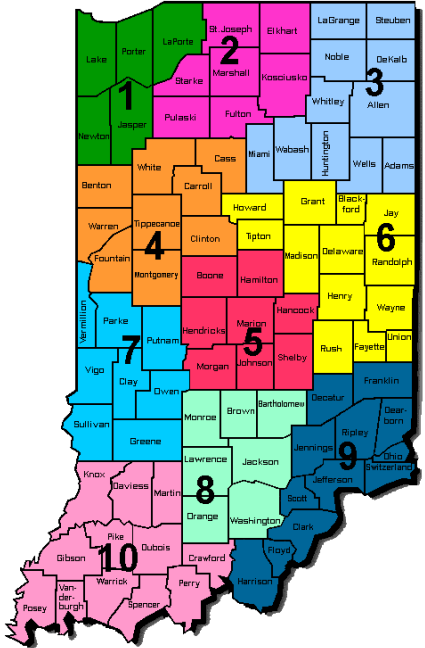 LaGrange
Steuben
St. Joseph
Elkhart
LaPorte
Porter
Lake
2
Noble
DeKalb
Marshall
Starke
Kosciusko
3
1
Whitley
Allen
Pulaski
Fulton
Jasper
Newton
Huntington
Wabash
Miami
Wells
Adams
Cass
White
Carroll
Benton
Grant
Black-
ford
Howard
Jay
Warren
Tippecanoe
Clinton
Tipton
4
6
Delaware
Madison
Randolph
Fountain
Montgomery
Boone
Hamilton
Henry
Wayne
Vermillion
Parke
Hendricks
Marion
Hancock
Putnam
5
7
Rush
Fayette
Union
Vigo
Clay
Morgan
Johnson
Shelby
Owen
Franklin
Decatur
Sullivan
Monroe
Brown
Bartholomew
Dear-
born
Greene
Ripley
Jennings
9
Ohio
Lawrence
Jackson
Switzerland
Knox
Daviess
Martin
8
Jefferson
Scott
Orange
Washington
Clark
Pike
Dubois
10
Gibson
Crawford
Floyd
Warrick
Perry
Harrison
Posey
Van-
derburgh
Spencer